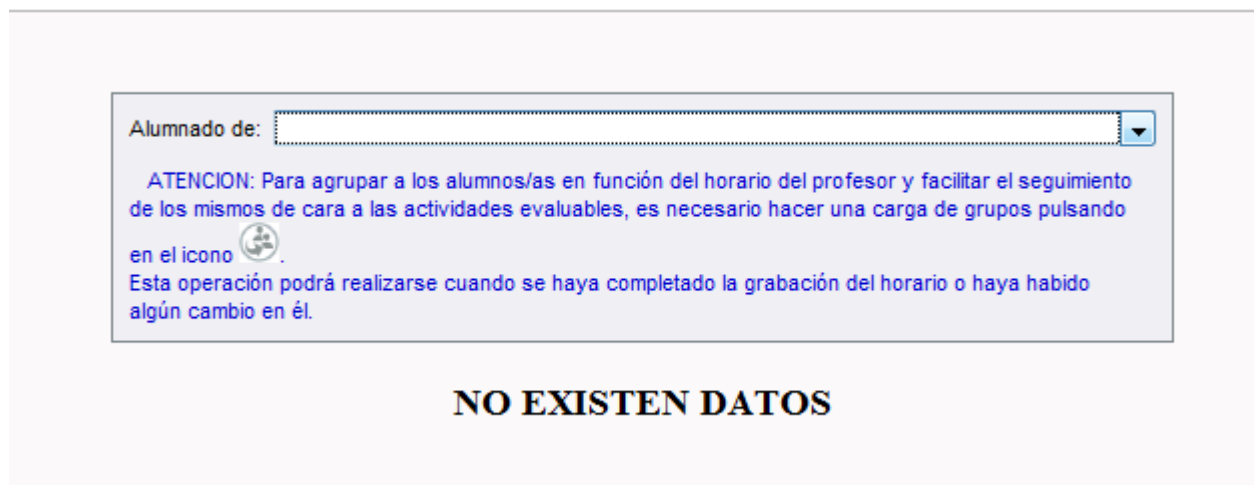 Alumnado de:
ATENCION: Para agrupar a los alumnos/as en función del horario del profesor y facilitar el seguimiento
de los mismos de cara a las actividades evaluables, es necesario hacer una carga de grupos pulsando
en el icono .
Esta operación podrá realizarse cuando se haya completado la grabación del horario o haya habido
algún cambio en él.
NO EXISTEN DATOS